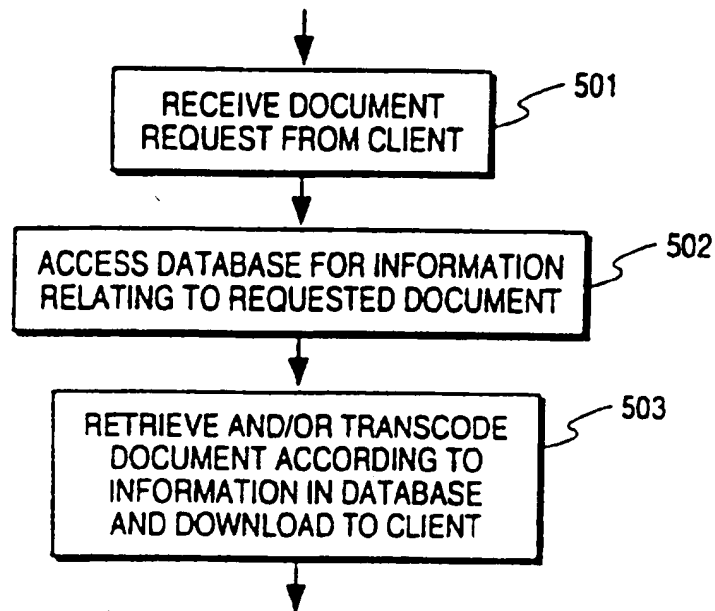 RECEIVE DOCUMENT
REQUEST FROM CLIENT
501
ACCESS DATABASE FOR INFORMATION
RELATING TO REQUESTED DOCUMENT
502
RETRIEVE AND/OR TRANSCODE
DOCUMENT ACCORDING TO
INFORMATION IN DATABASE
AND DOWNLOAD TO CLIENT
503